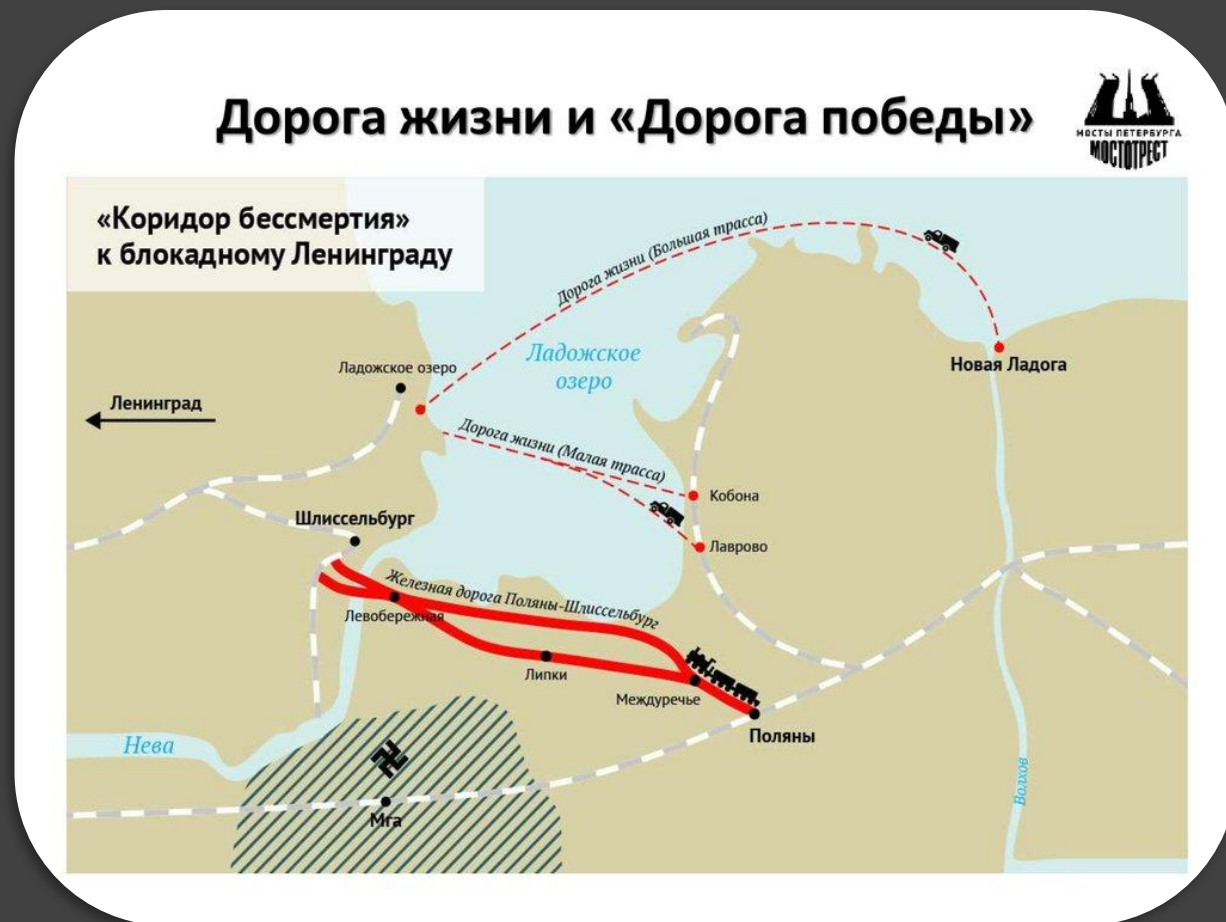 Дорога жизни и «Дорога победы»
МОСТЫ ПЕТЕРБУРГА
МОСТОТРЕСТ
«Коридор бессмертия»
к блокадному Ленинграду
Дорога жизни (Большая трасса)
Ладожское
озеро
Новая Ладога
Ладожское озеро
Ленинград
Дорога жизни (Малая трасса)
Кобона
Шлиссельбург
Лаврово
Железная дорога Поляны-Шлиссельбург
Левобережная
Липки
Междуречье
Поляны
Нева
Волхов
Мга